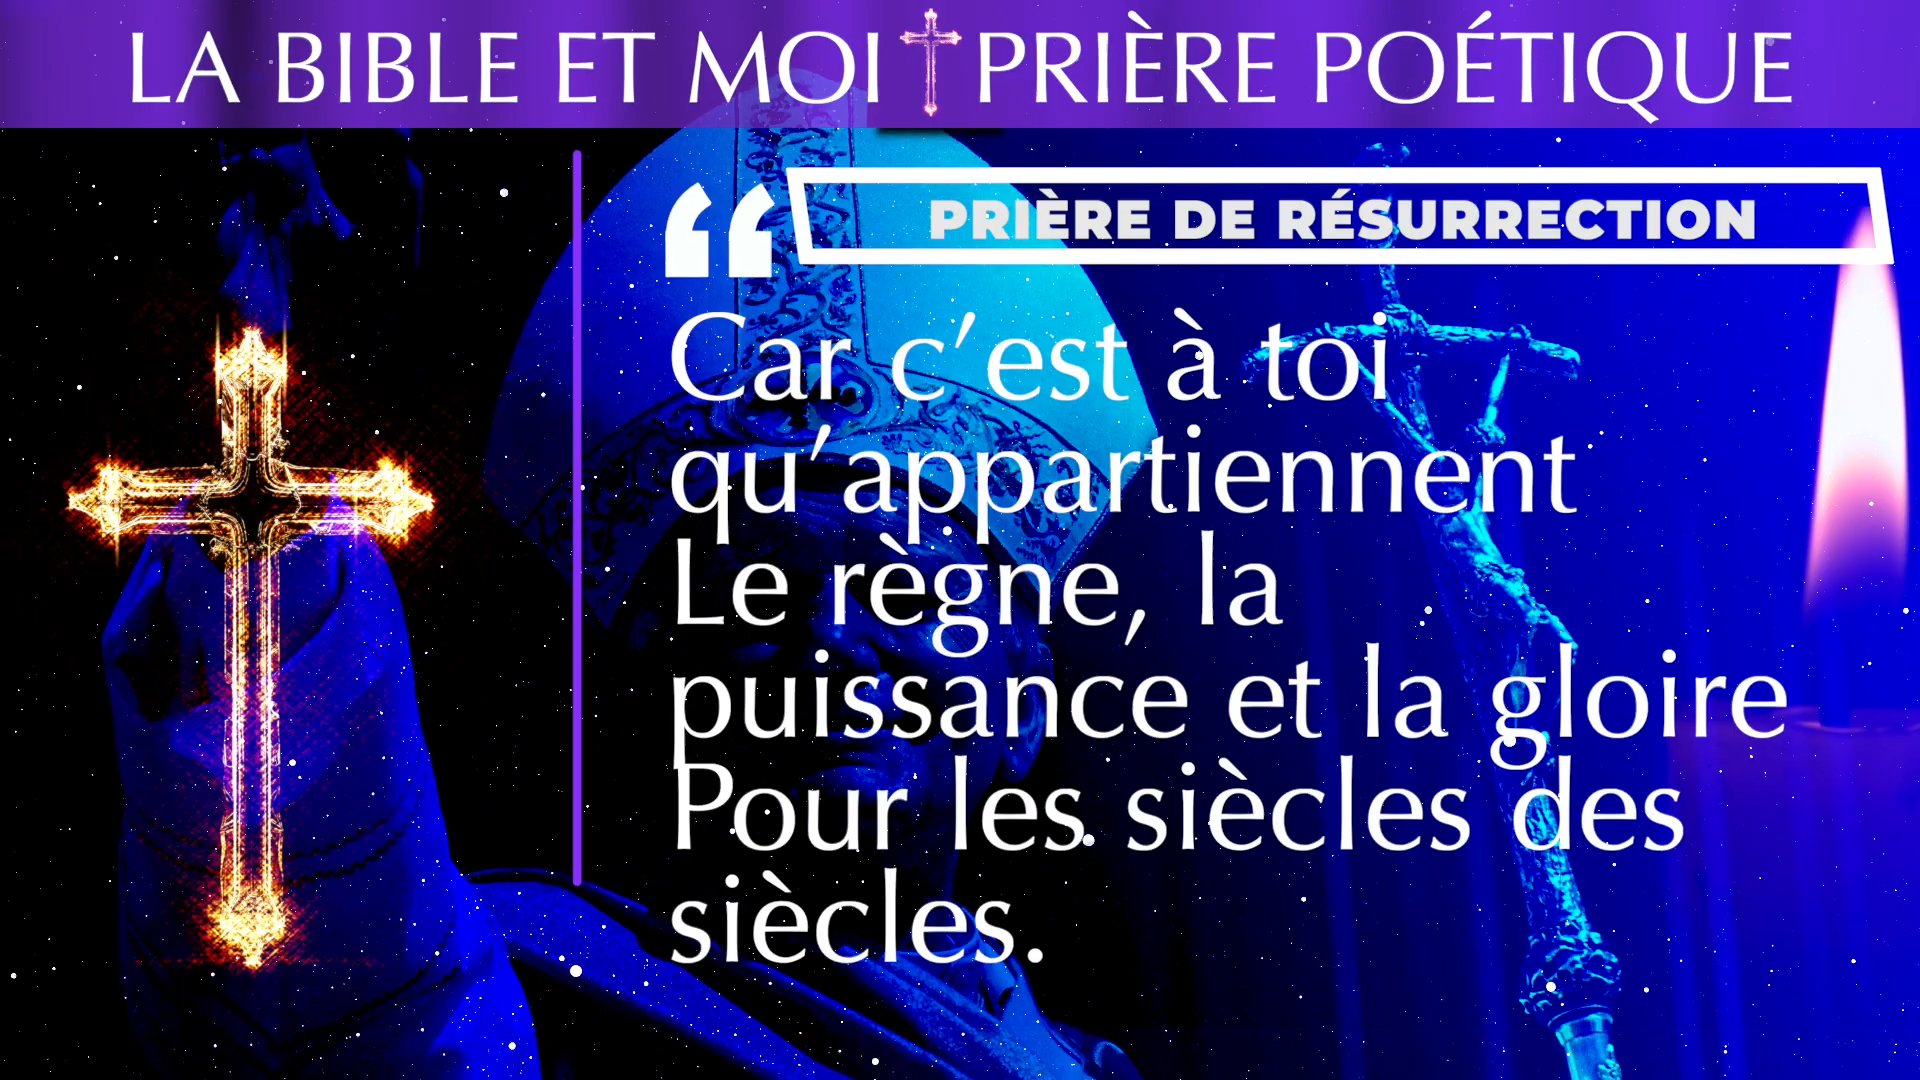 LA BIBLE ET MOI PRIÈRE POÉTIQUE
“ PRIÈRE DE RÉSURRECTION
Car c’est à toi
qu’appartiennent
Le règne, la
puissance et la gloire
Pour les siècles des
siècles.